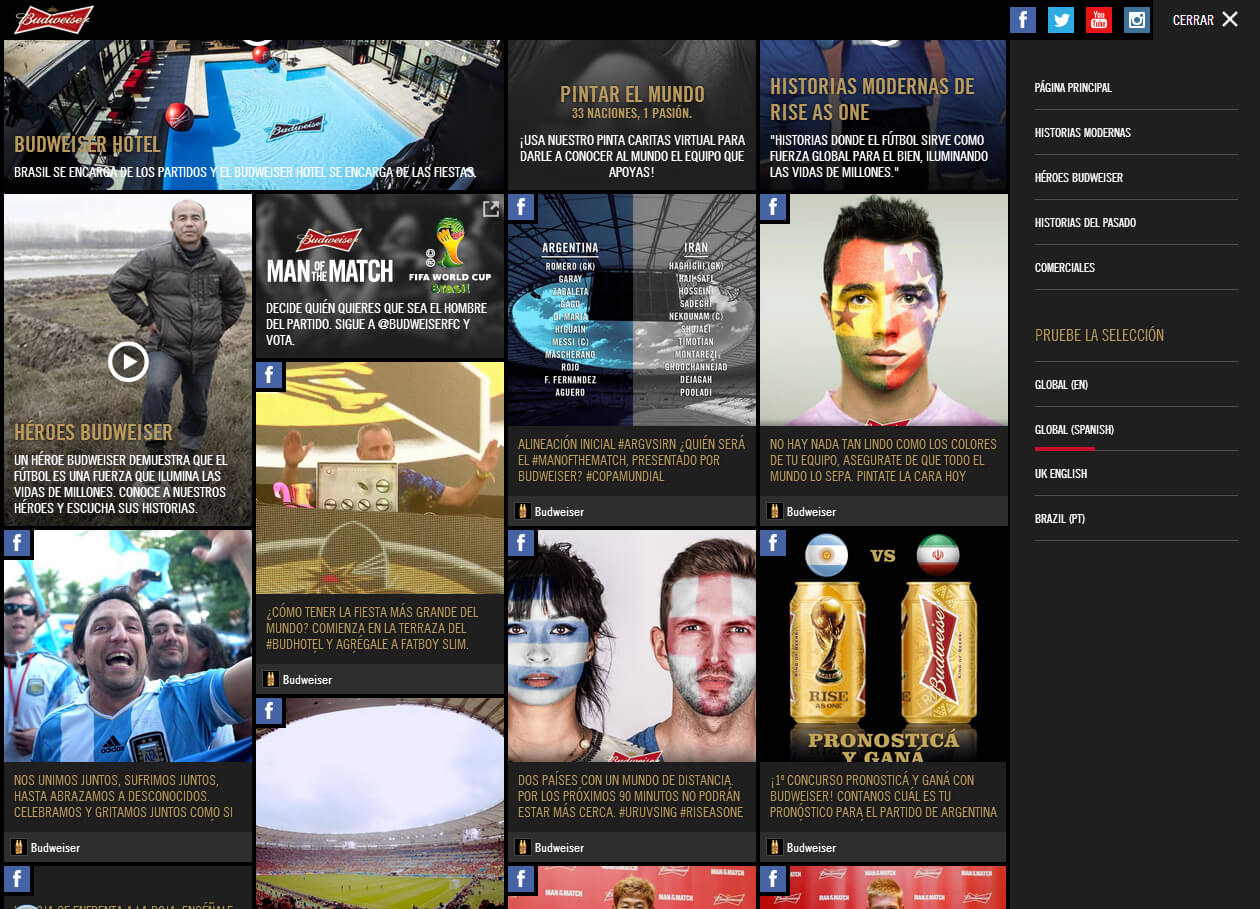 Budweiser
CERRAR
Budweiser
BUDWEISER HOTEL
BRASIL SE ENCARGA DE LOS PARTIDOS Y EL BUDWEISER HOTEL SE ENCARGA DE LAS FIESTAS.
PINTAR EL MUNDO
33 NACIONES, 1 PASIÓN.
¡USA NUESTRO PINTA CARITAS VIRTUAL PARA
DARLE A CONOCER AL MUNDO EL EQUIPO QUE
APOYAS!
HISTORIAS MODERNAS DE
RISE AS ONE
"HISTORIAS DONDE EL FÚTBOL SIRVE COMO
FUERZA GLOBAL PARA EL BIEN, ILUMINANDO
LAS VIDAS DE MILLONES."
HÉROES BUDWEISER
UN HÉROE BUDWEISER DEMUESTRA QUE EL
FÚTBOL ES UNA FUERZA QUE ILUMINA LAS
VIDAS DE MILLONES. CONOCE A NUESTROS
HÉROES Y ESCUCHA SUS HISTORIAS.
Budweiser
MAN OF THE MATCH
FIFA WORLD CUP
Brasil
DECIDE QUIÉN QUIERES QUE SEA EL HOMBRE
DEL PARTIDO. SIGUE A @BUDWEISERFC Y
VOTA.
ARGENTINA
ROMERO (GK)
GARAY
ZABALETA
GAGO
DI MARIA
HIGUAIN
MESSI (C)
MASCHERANO
ROJO
F. FERNANDEZ
AGUERO
IRAN
HAGHIGHI (GK)
HAJI SAFI
HOSSEINI
SADEGHI
NEKOUNAM (C)
SHOJAEI
TIMOTIAN
MONTAZERI
GHOOCHANNEJAD
DEJAGAH
POOLADI
ALINEACIÓN INICIAL #ARGVSIRN ¿QUIÉN SERÁ
EL #MANOFTHEMATCH, PRESENTADO POR
BUDWEISER? #COPAMUNDIAL
Budweiser
NO HAY NADA TAN LINDO COMO LOS COLORES
DE TU EQUIPO, ASEGURATE DE QUE TODO EL
MUNDO LO SEPA. PINTATE LA CARA HOY
Budweiser
¿CÓMO TENER LA FIESTA MÁS GRANDE DEL
MUNDO? COMIENZA EN LA TERRAZA DEL
#BUDHOTEL Y AGRÉGALE A FATBOY SLIM.
Budweiser
adidas
NOS UNIMOS JUNTOS, SUFRIMOS JUNTOS,
HASTA ABRAZAMOS A DESCONOCIDOS.
CELEBRAMOS Y GRITAMOS JUNTOS COMO SI
Budweiser
Budweiser
DOS PAÍSES CON UN MUNDO DE DISTANCIA.
POR LOS PRÓXIMOS 90 MINUTOS NO PODRÁN
ESTAR MÁS CERCA. #URUVSING #RISEASONE
Budweiser
VS
KING OF BEERS
RISE
AS ONE
Budweiser
PRONOSTICÁ
Y GANÁ
¡1º CONCURSO PRONOSTICÁ Y GANÁ CON
BUDWEISER! CONTANOS CUÁL ES TU
PRONÓSTICO PARA EL PARTIDO DE ARGENTINA
Budweiser
MAN OF THE MATCH
MAN OF THE MATCH
PÁGINA PRINCIPAL
HISTORIAS MODERNAS
HÉROES BUDWEISER
HISTORIAS DEL PASADO
COMERCIALES
PRUEBE LA SELECCIÓN
GLOBAL (EN)
GLOBAL (SPANISH)
UK ENGLISH
BRAZIL (PT)